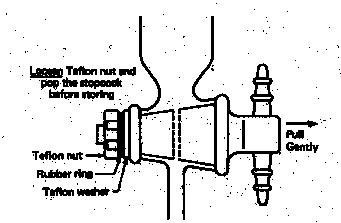 Loosen Teflon nut and
pop the stopcock
before storing
Pull
Gently
Teflon nut
Rubber ring
Teflon washer